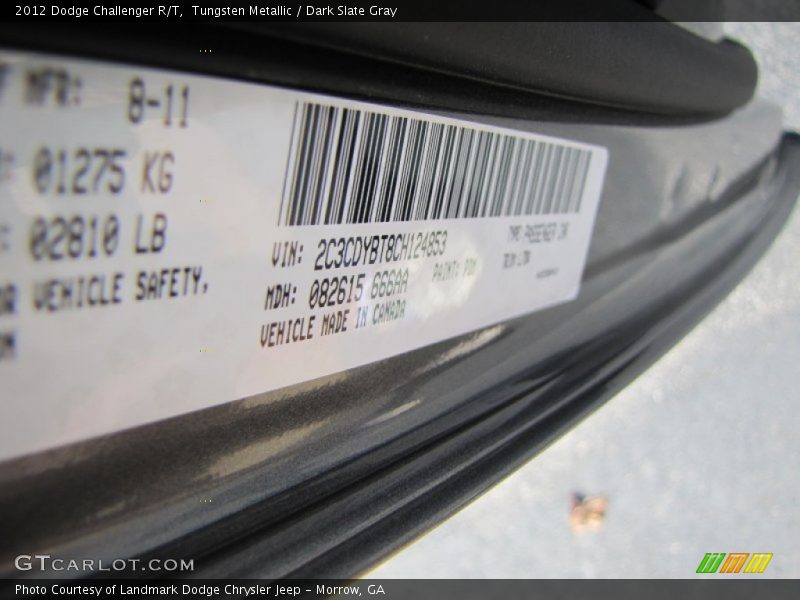 2012 Dodge Challenger R/T,  Tungsten Metallic / Dark Slate Gray
MFR: 8-11
01275 KG
02810 LB
VEHICLE SAFETY,
VIN: 2C3CDYBT8CH124853
TYPE: PASSENGER CAR
MDH: 082615 666AA
PAINT: PDM
VEHICLE MADE IN CANADA
GTCARLOT.COM
Photo Courtesy of Landmark Dodge Chrysler Jeep – Morrow, GA